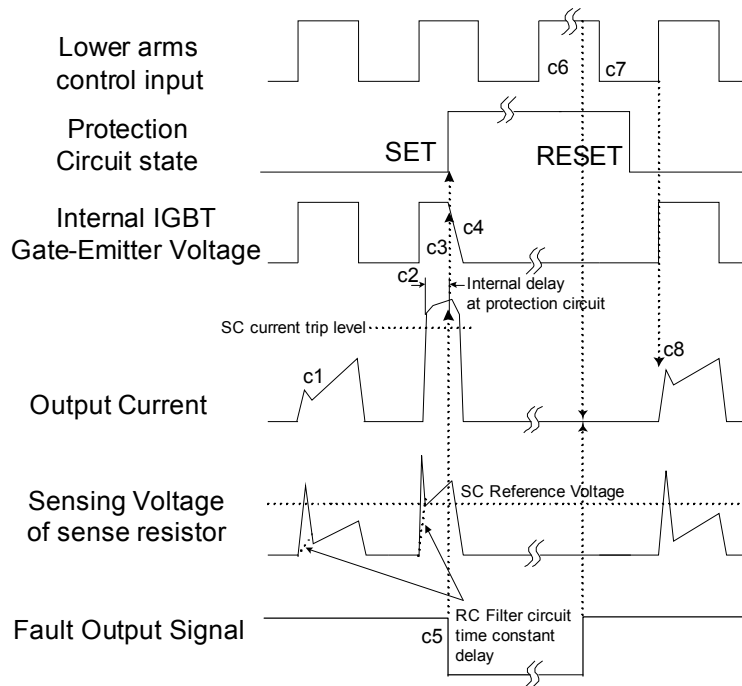 Lower arms
control input
c6
c7
Protection
Circuit state
SET
RESET
Internal IGBT
Gate-Emitter Voltage
c4
c3
c2
Internal delay
at protection circuit
SC current trip level
c1
c8
Output Current
SC Reference Voltage
Sensing Voltage
of sense resistor
Fault Output Signal
c5
RC Filter circuit
time constant
delay